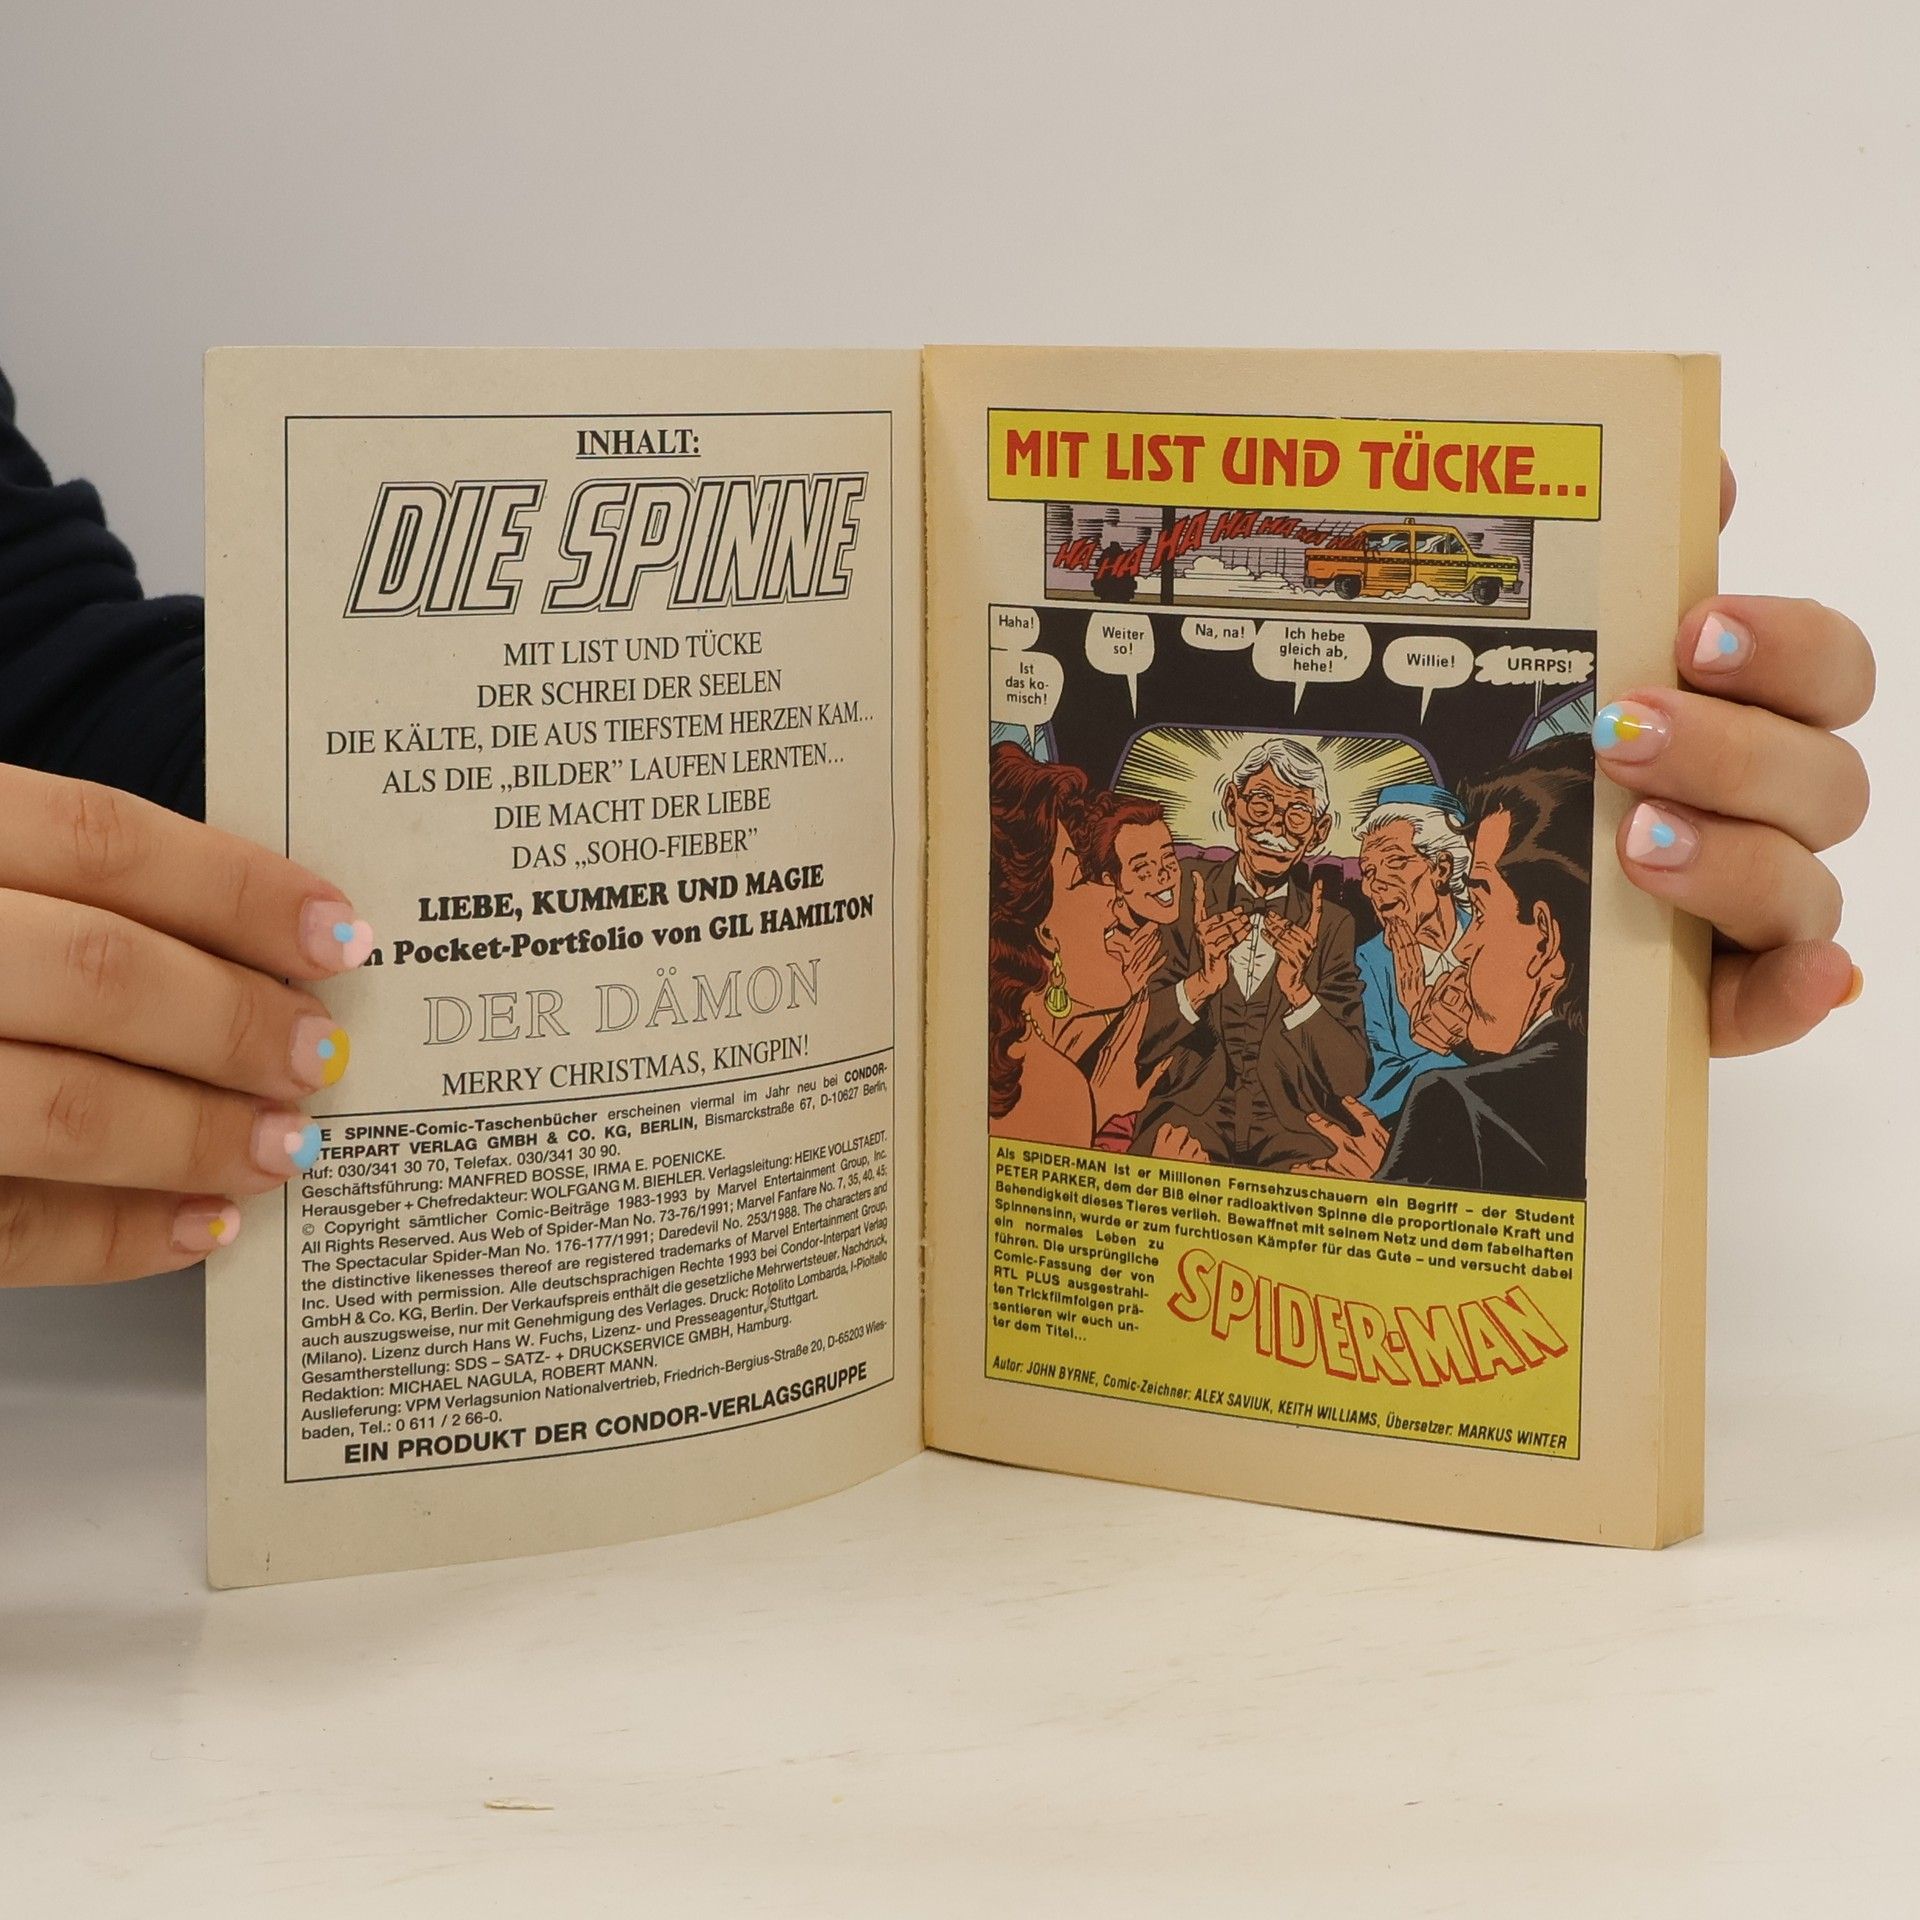 INHALT:
DIE SPINNE
MIT LIST UND TÜCKE
DER SCHREI DER SEELEN
DIE KÄLTE, DIE AUS TIEFSTEM HERZEN KAM...
ALS DIE „BILDER” LAUFEN LERNTEN...
DIE MACHT DER LIEBE
DAS „SOHO-FIEBER”
LIEBE, KUMMER UND MAGIE
Pocket-Portfolio von GIL HAMILTON
DER DÄMON
MERRY CHRISTMAS, KINGPIN!
SPINNE-Comic-Taschenbücher erscheinen viermal im Jahr neu bei CONDOR-
TERPART VERLAG GMBH & CO. KG, BERLIN, Bismarckstraße 67, D-10627 Berlin,
Ruf: 030/341 30 70, Telefax. 030/341 30 90.
Geschäftsführung: MANFRED BOSSE, IRMA E. POENICKE.
Herausgeber + Chefredakteur: WOLFGANG M. BIEHLER. Verlagsleitung: HEIKE VOLLSTAEDT.
© Copyright sämtlicher Comic-Beiträge 1983-1993 by Marvel Entertainment Group, Inc.
All Rights Reserved. Aus Web of Spider-Man No. 73-76/1991; Marvel Fanfare No. 7, 35, 40, 45;
The Spectacular Spider-Man No. 176-177/1991; Daredevil No. 253/1988. The characters and
the distinctive likenesses thereof are registered trademarks of Marvel Entertainment Group,
Inc. Used with permission. Alle deutschsprachigen Rechte 1993 bei Condor-Interpart Verlag
GmbH & Co. KG, Berlin. Der Verkaufspreis enthält die gesetzliche Mehrwertsteuer. Nachdruck,
auch auszugsweise, nur mit Genehmigung des Verlages. Druck: Rotolito Lombarda, I-Pioltello
(Milano). Lizenz durch Hans W. Fuchs, Lizenz- und Presseagentur, Stuttgart.
Gesamtherstellung: SDS – SATZ- + DRUCKSERVICE GMBH, Hamburg.
Redaktion: MICHAEL NAGULA, ROBERT MANN.
Auslieferung: VPM Verlagsunion Nationalvertrieb, Friedrich-Bergius-Straße 20, D-65203 Wies-
baden, Tel.: 0 611 / 2 66-0.
EIN PRODUKT DER CONDOR-VERLAGSGRUPPE
MIT LIST UND TÜCKE...
HA HA HA HA HA HA HA
Haha!
Ist
das ko-
misch!
Weiter
so!
Na, na!
Ich hebe
gleich ab,
hehe!
Willie!
URRPS!
Als SPIDER-MAN ist er Millionen Fernsehzuschauern ein Begriff – der Student
PETER PARKER, dem der Biß einer radioaktiven Spinne die proportionale Kraft und
Behendigkeit dieses Tieres verlieh. Bewaffnet mit seinem Netz und dem fabelhaften
Spinnensinn, wurde er zum furchtlosen Kämpfer für das Gute – und versucht dabei
ein normales Leben zu
führen. Die ursprüngliche
Comic-Fassung der von
RTL PLUS ausgestrahl-
ten Trickfilmfolgen prä-
sentieren wir euch un-
ter dem Titel...
SPIDER-MAN
Autor: JOHN BYRNE, Comic-Zeichner: ALEX SAVIUK, KEITH WILLIAMS, Übersetzer: MARKUS WINTER